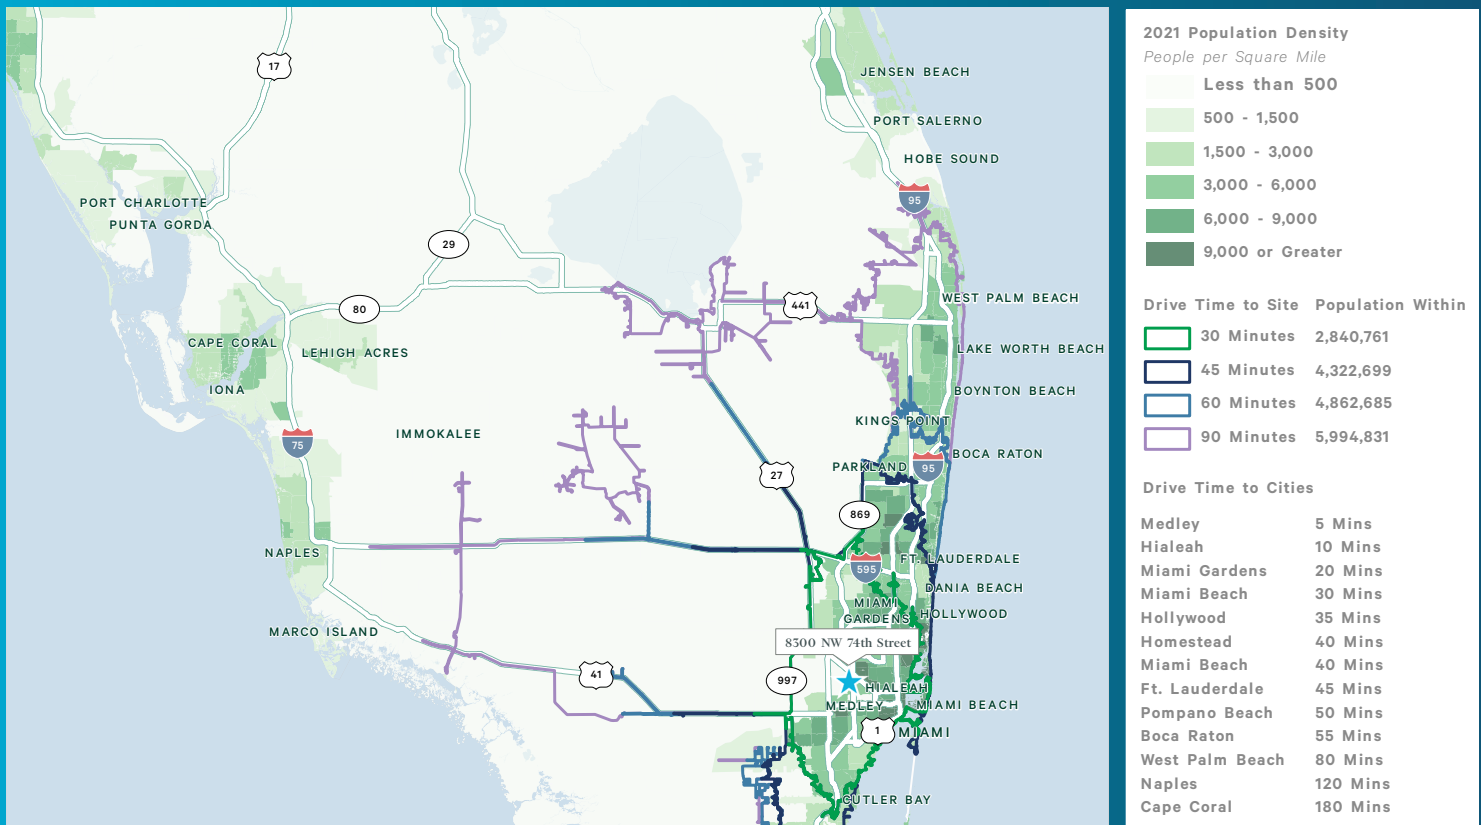 17
JENSEN BEACH
PORT SALERNO
HOBE SOUND
95
PORT CHARLOTTE
PUNTA GORDA
29
80
441
WEST PALM BEACH
CAPE CORAL
LEHIGH ACRES
LAKE WORTH BEACH
IONA
BOYNTON BEACH
KINGS POINT
IMMOKALEE
75
BOCA RATON
PARKLAND
95
27
869
NAPLES
FT. LAUDERDALE
595
DANIA BEACH
MIAMI
GARDENS
HOLLYWOOD
MARCO ISLAND
8300 NW 74th Street
41
997
HIALEAH
MEDLEY
MIAMI BEACH
1
MIAMI
CUTLER BAY
2021 Population Density
People per Square Mile
Less than 500
500 - 1,500
1,500 - 3,000
3,000 - 6,000
6,000 - 9,000
9,000 or Greater
Drive Time to Site Population Within
30 Minutes 2,840,761
45 Minutes 4,322,699
60 Minutes 4,862,685
90 Minutes 5,994,831
Drive Time to Cities
Medley 5 Mins
Hialeah 10 Mins
Miami Gardens 20 Mins
Miami Beach 30 Mins
Hollywood 35 Mins
Homestead 40 Mins
Miami Beach 40 Mins
Ft. Lauderdale 45 Mins
Pompano Beach 50 Mins
Boca Raton 55 Mins
West Palm Beach 80 Mins
Naples 120 Mins
Cape Coral 180 Mins